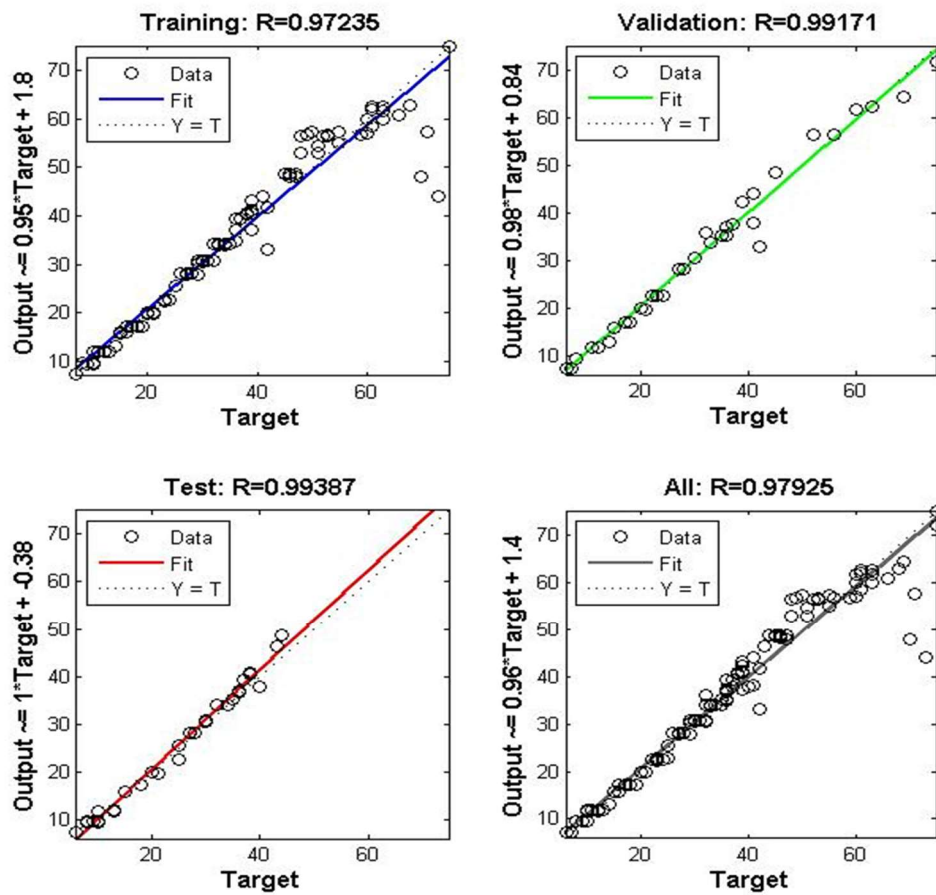 Training: R=0.97235
Output ~= 0.95*Target + 1.8
70
60
50
40
30
20
10
Data
Fit
Y = T
20
40
60
Target
Validation: R=0.99171
Output ~= 0.98*Target + 0.84
70
60
50
40
30
20
10
Data
Fit
Y = T
20
40
60
Target
Test: R=0.99387
Output ~= 1*Target + -0.38
70
60
50
40
30
20
10
Data
Fit
Y = T
20
40
60
Target
All: R=0.97925
Output ~= 0.96*Target + 1.4
70
60
50
40
30
20
10
Data
Fit
Y = T
20
40
60
Target